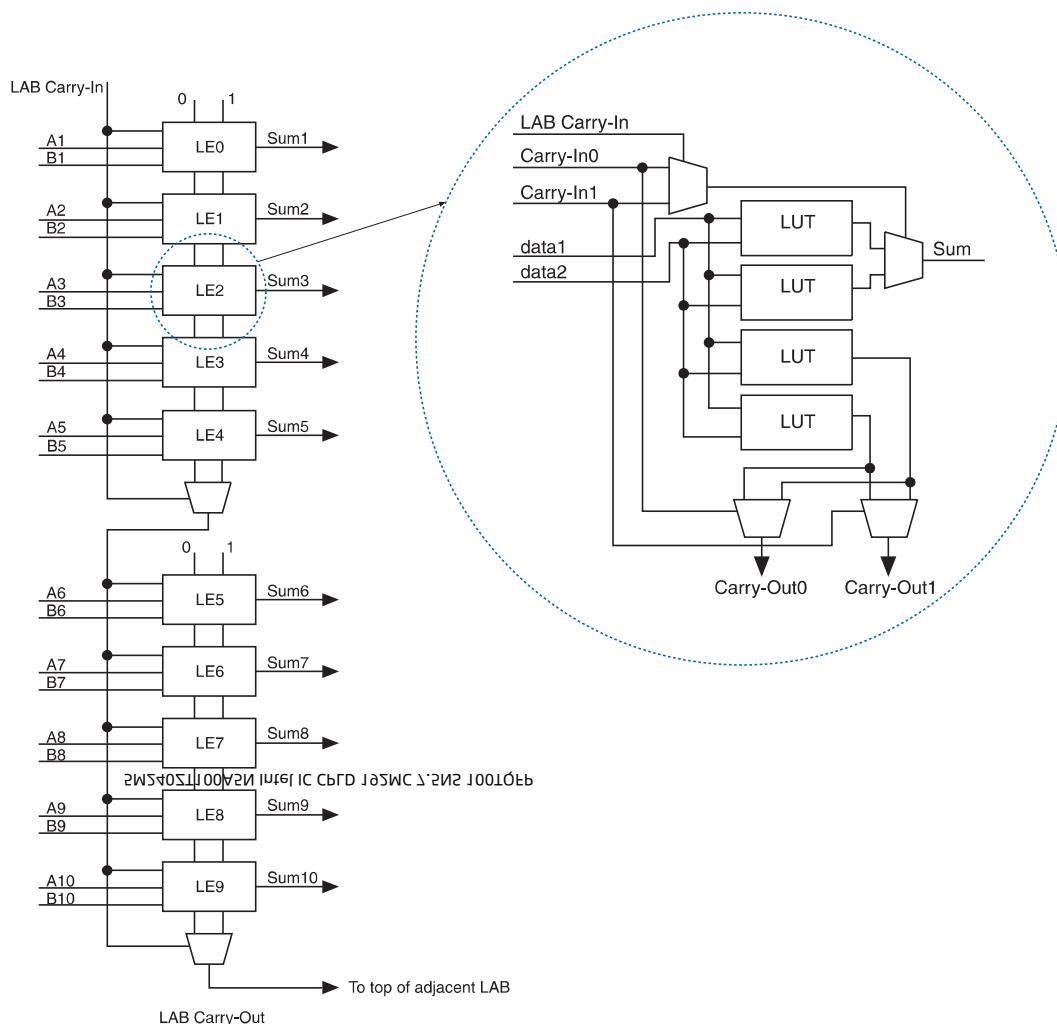 LAB Carry-In
0 1
A1
B1
LE0
Sum1
A2
B2
LE1
Sum2
A3
B3
LE2
Sum3
A4
B4
LE3
Sum4
A5
B5
LE4
Sum5
0 1
A6
B6
LE5
Sum6
A7
B7
LE6
Sum7
A8
B8
LE7
Sum8
5M240ZT100A5N Intel IC CPLD 192MC 7.5NS 100TQFP
A9
B9
LE8
Sum9
A10
B10
LE9
Sum10
To top of adjacent LAB
LAB Carry-Out
LAB Carry-In
Carry-In0
Carry-In1
data1
data2
LUT
LUT
LUT
LUT
Sum
Carry-Out0
Carry-Out1